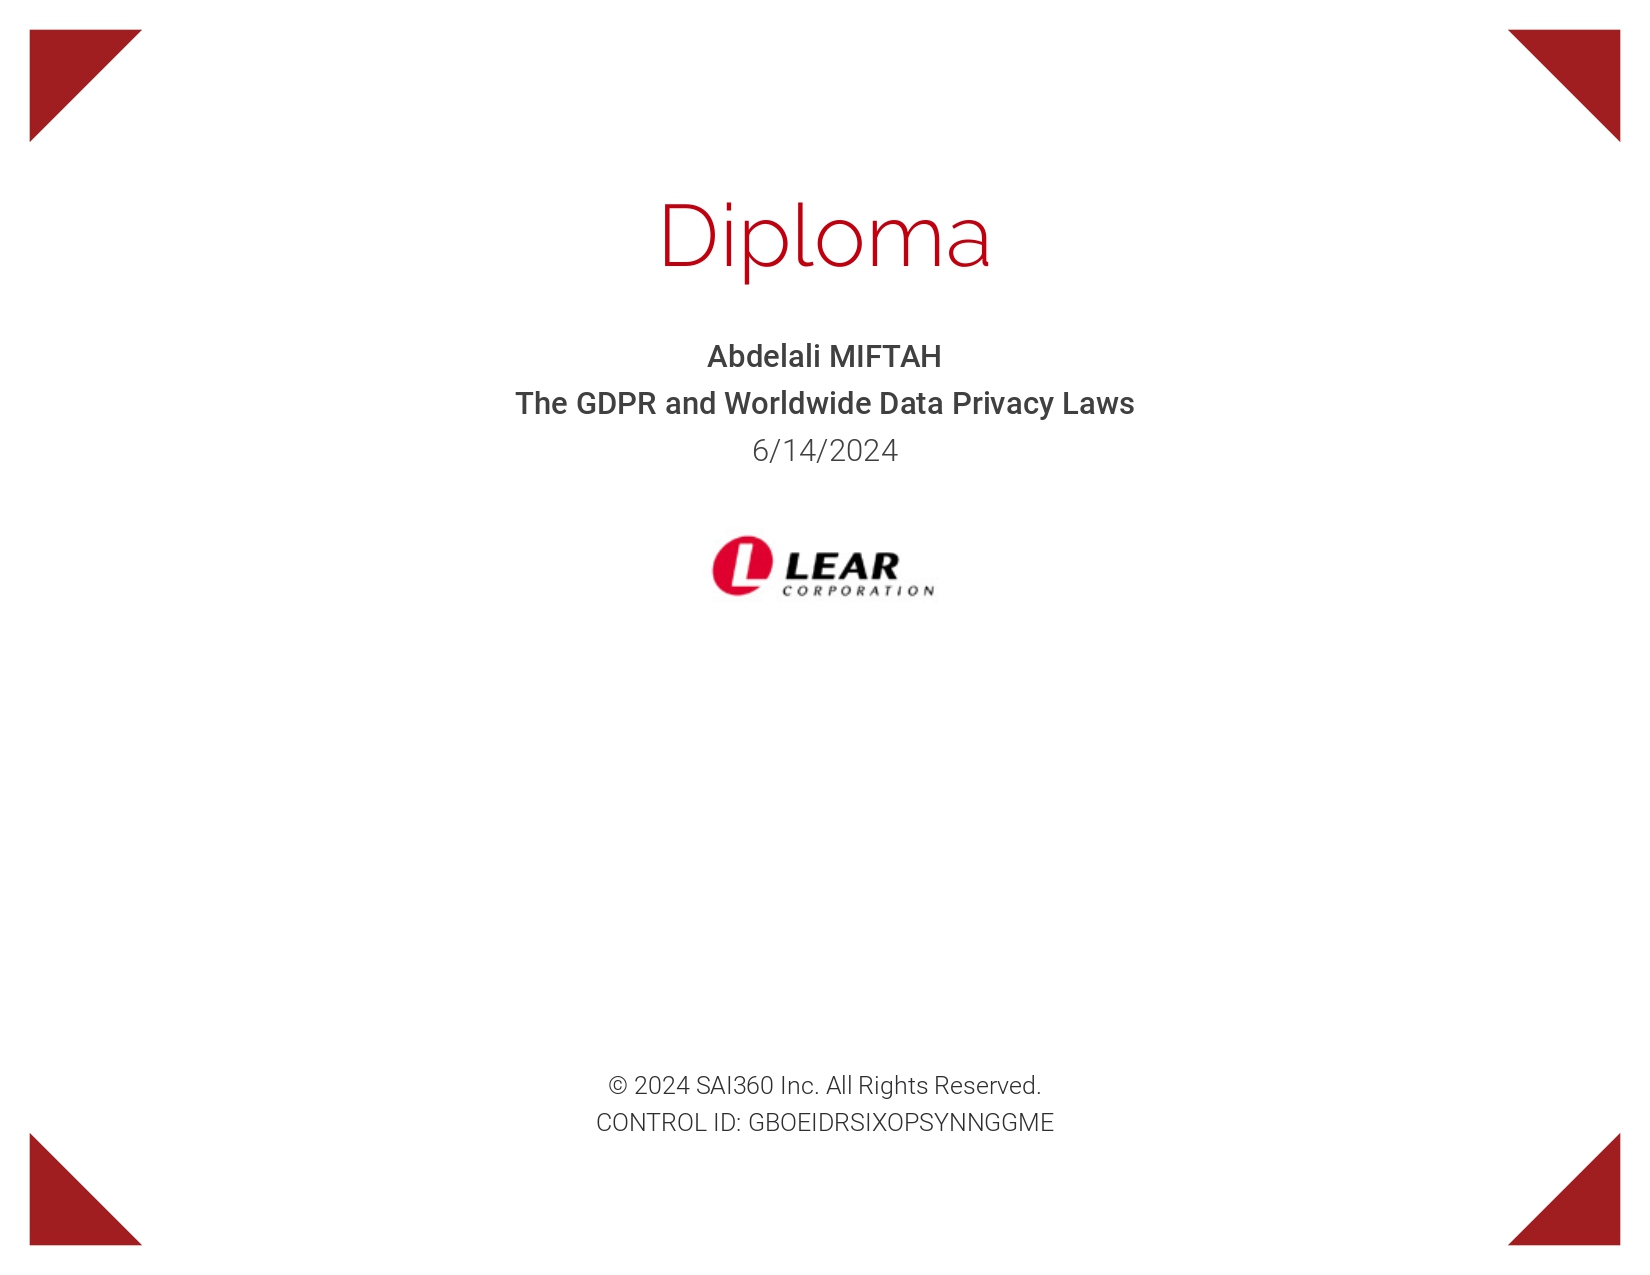 Diploma
Abdelali MIFTAH
The GDPR and Worldwide Data Privacy Laws
6/14/2024
L LEAR
CORPORATION
© 2024 SAI360 Inc. All Rights Reserved.
CONTROL ID: GBOEIDRSIXOPSYNNGGME